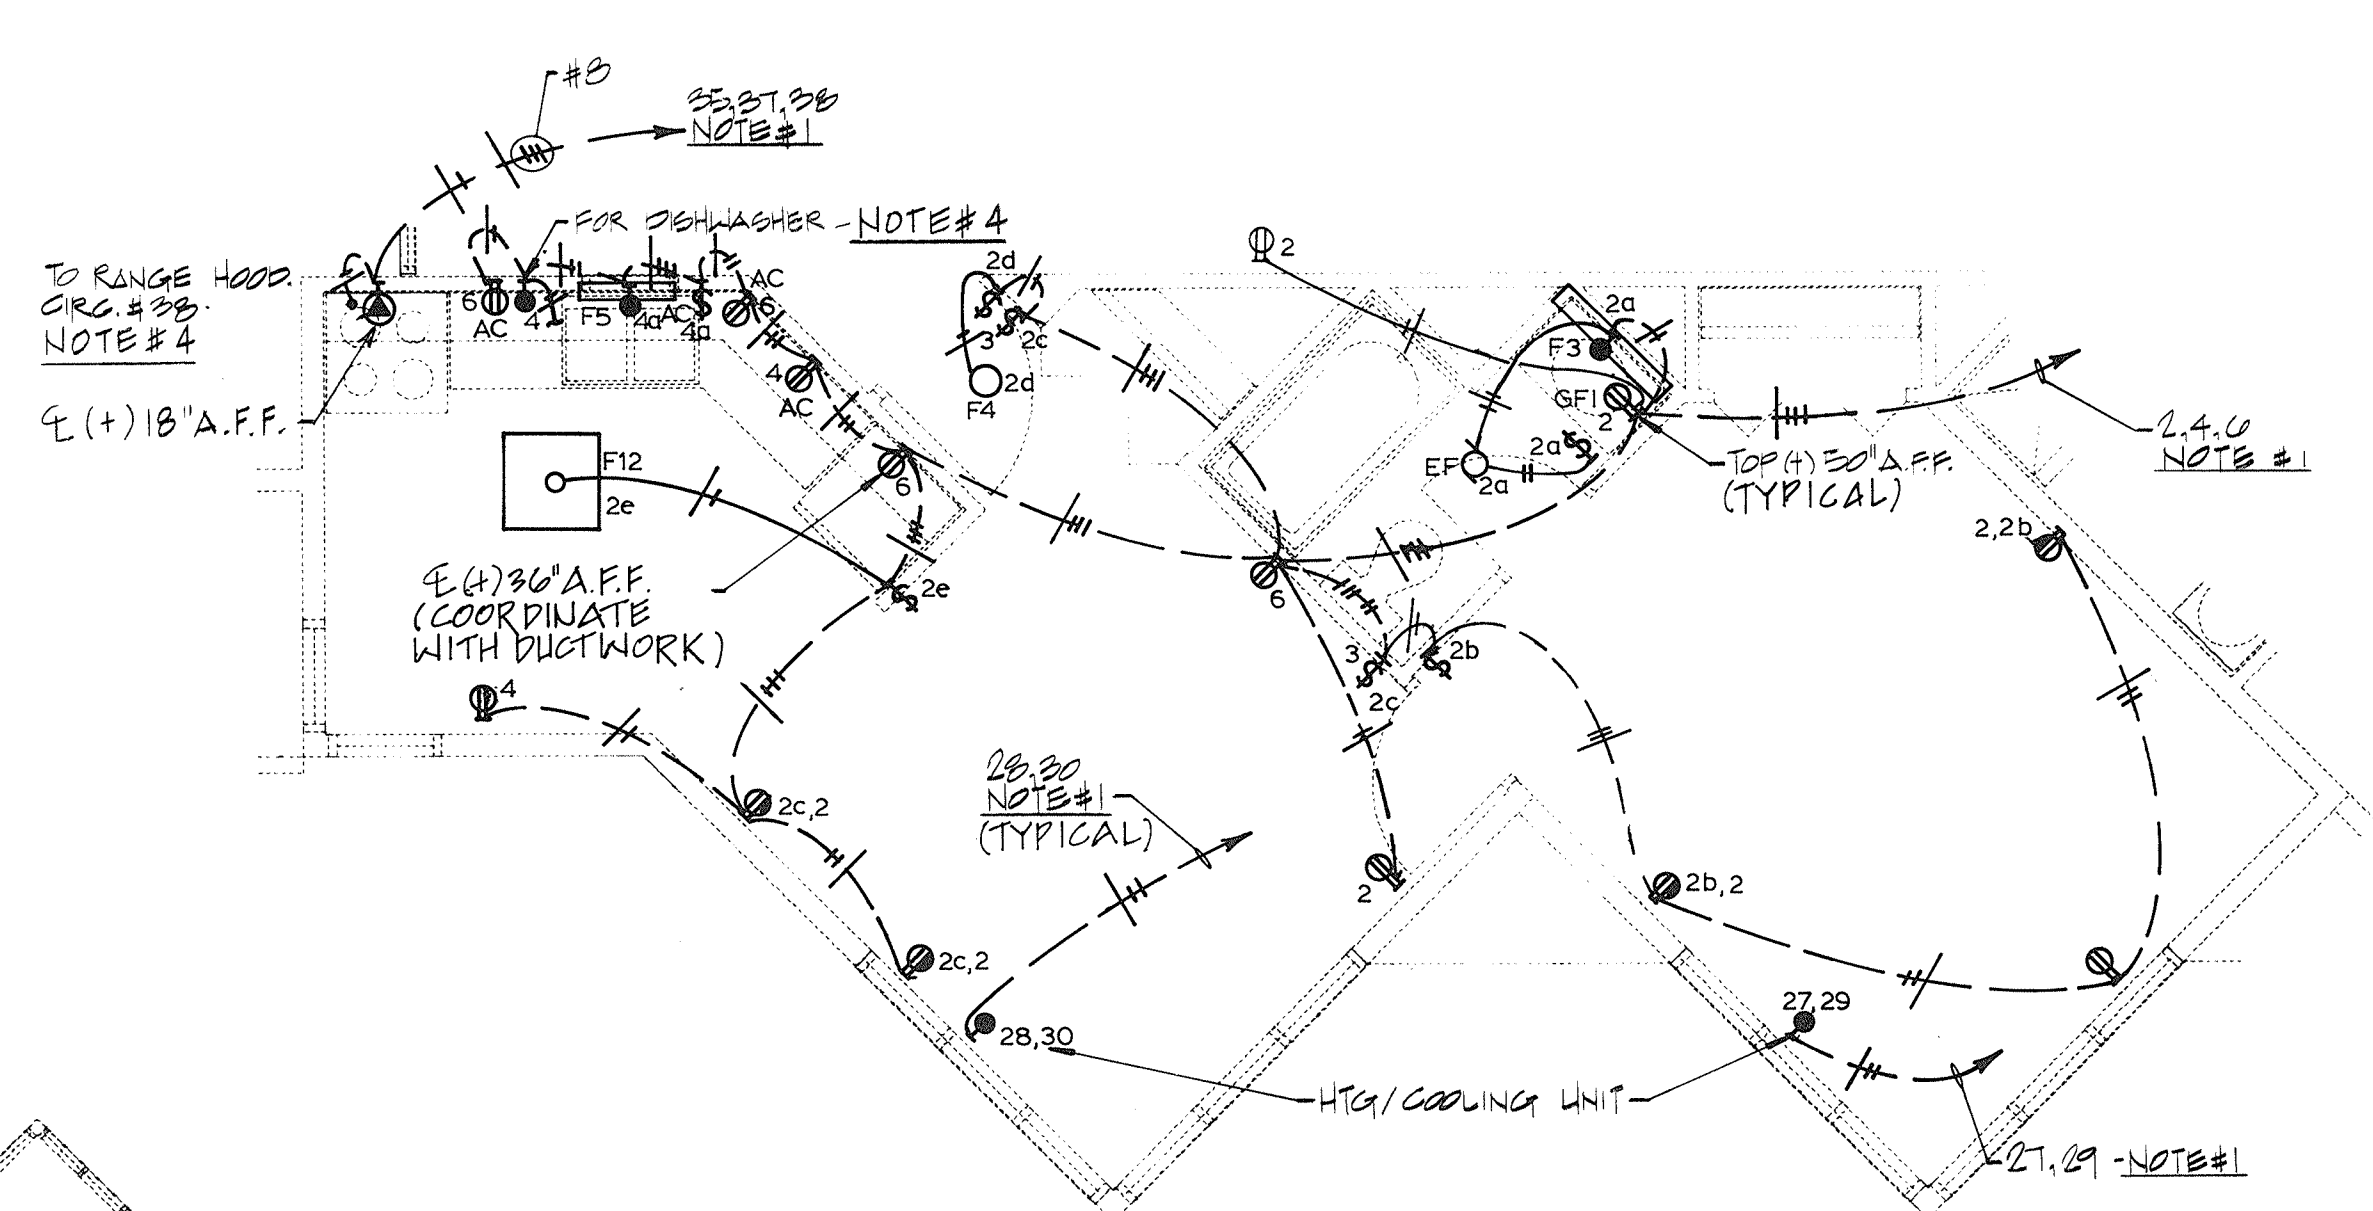 #8
35,37,38
NOTE #1
FOR DISHWASHER - NOTE # 4
TO RANGE HOOD.
CIRC. # 38.
NOTE # 4
℄ (+) 18" A.F.F.
6
AC
4
F5
4a
AC
4a
AC
6
4
AC
2d
3
2c
2d
F4
2
2a
F3
GFI
2
2a
EF
2a
TOP (+) 50" A.F.F.
(TYPICAL)
2,4,6
NOTE #1
F12
2e
6
℄ (+) 36" A.F.F.
(COORDINATE
WITH DUCTWORK)
2e
6
3
2c
2b
2,2b
4
2c,2
28,30
NOTE #1
(TYPICAL)
2
2b,2
2c,2
28,30
27,29
HTG/COOLING UNIT
27,29 - NOTE #1